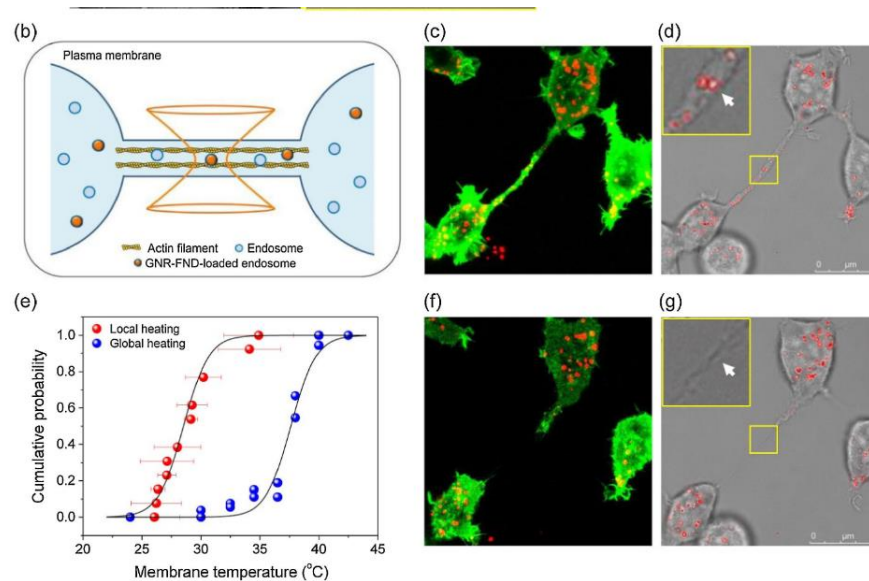 (b)
Plasma membrane
Actin filament
Endosome
GNR-FND-loaded endosome
(c)
(d)
0 μm
(e)
Local heating
Global heating
Cumulative probability
1.0
0.8
0.6
0.4
0.2
0.0
20
25
30
35
40
45
Membrane temperature (°C)
(f)
(g)
0 μm